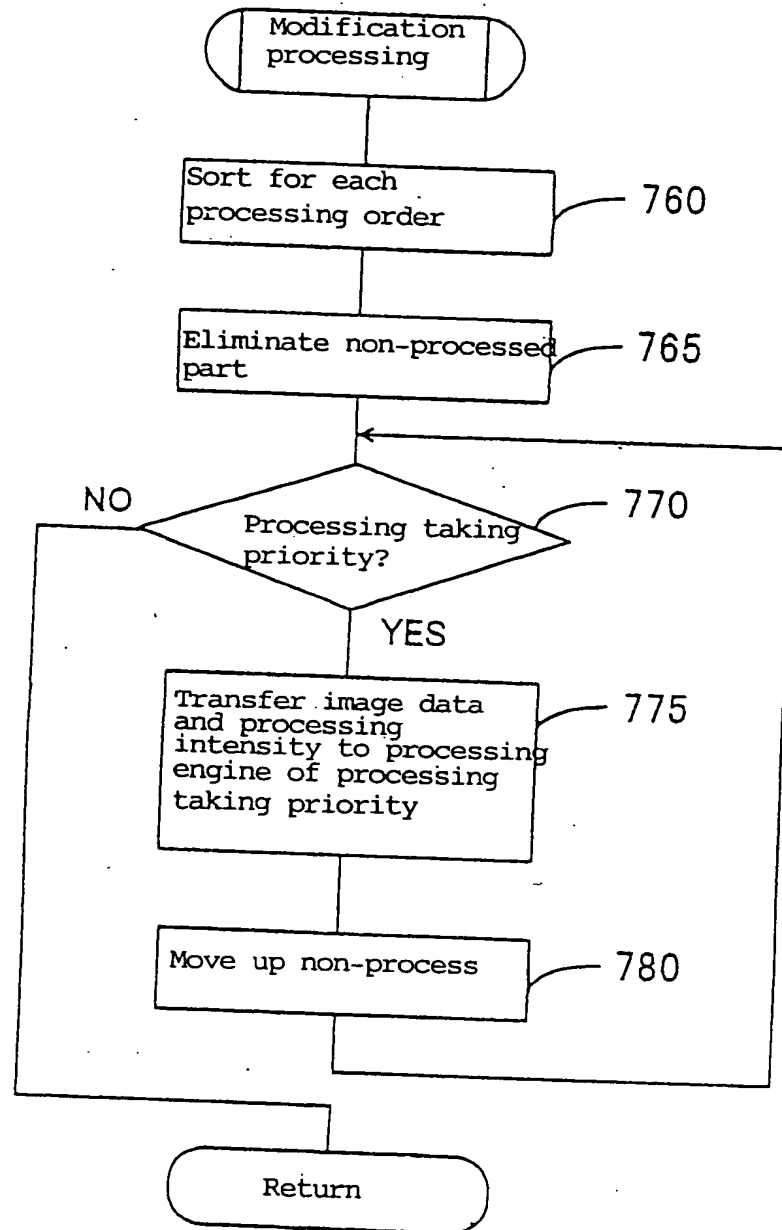 Modification
processing
Sort for each
processing order
760
Eliminate non-processed
part
765
NO
770
Processing taking
priority?
YES
Transfer image data
and processing
intensity to processing
engine of processing
taking priority
775
Move up non-process
780
Return